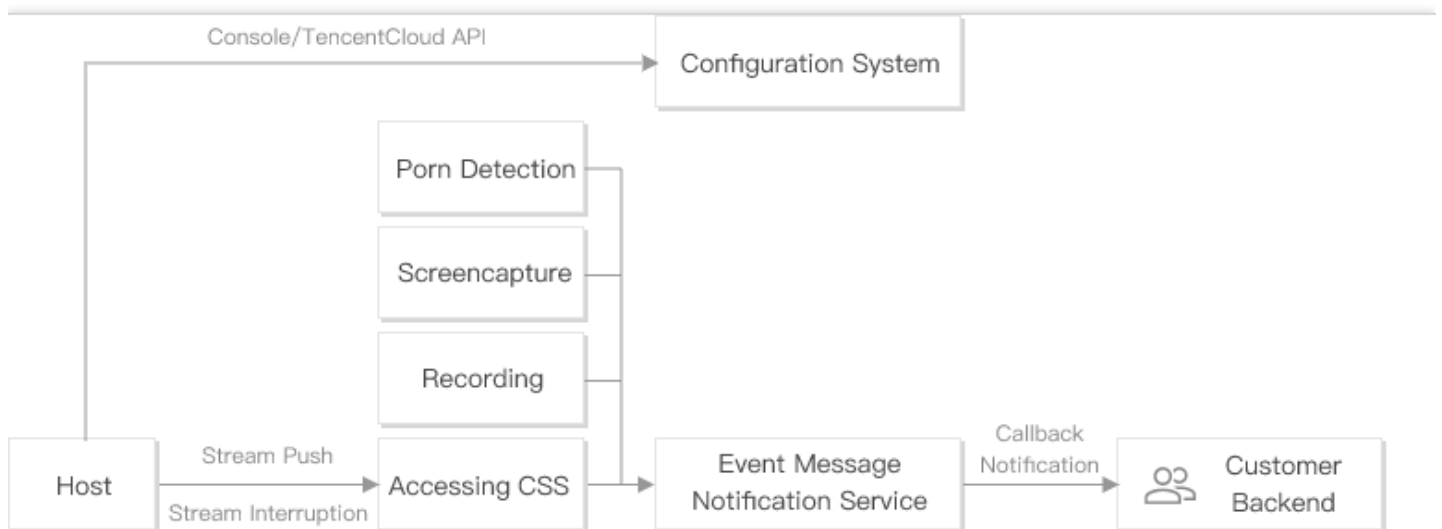 Console/TencentCloud API
Configuration System
Porn Detection
Screencapture
Recording
Host
Stream Push
Stream Interruption
Accessing CSS
Event Message
Notification Service
Callback
Notification
Customer
Backend